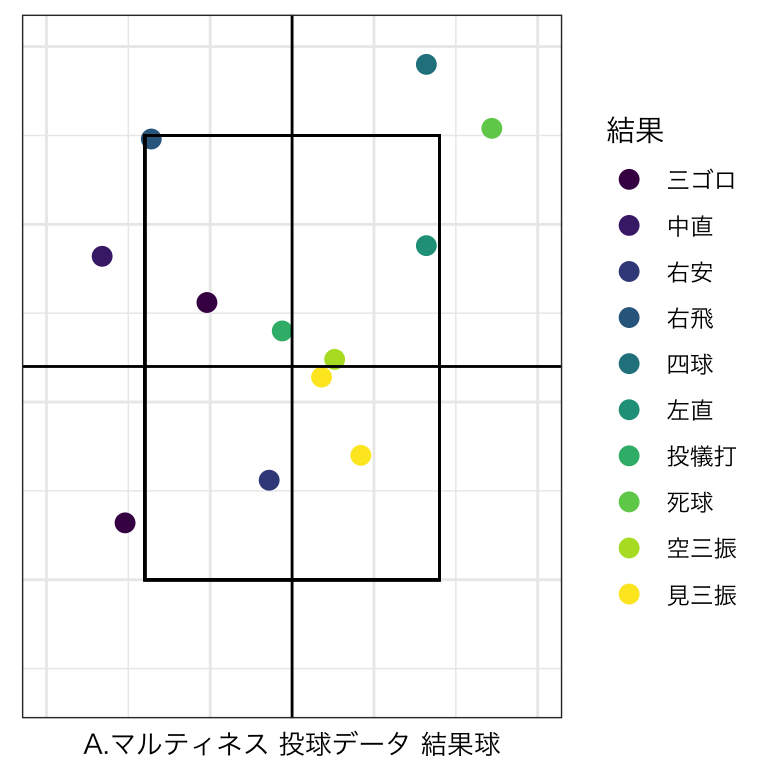 結果
三ゴロ
中直
右安
右飛
四球
左直
投犠打
死球
空三振
見三振
A.マルティネス 投球データ 結果球